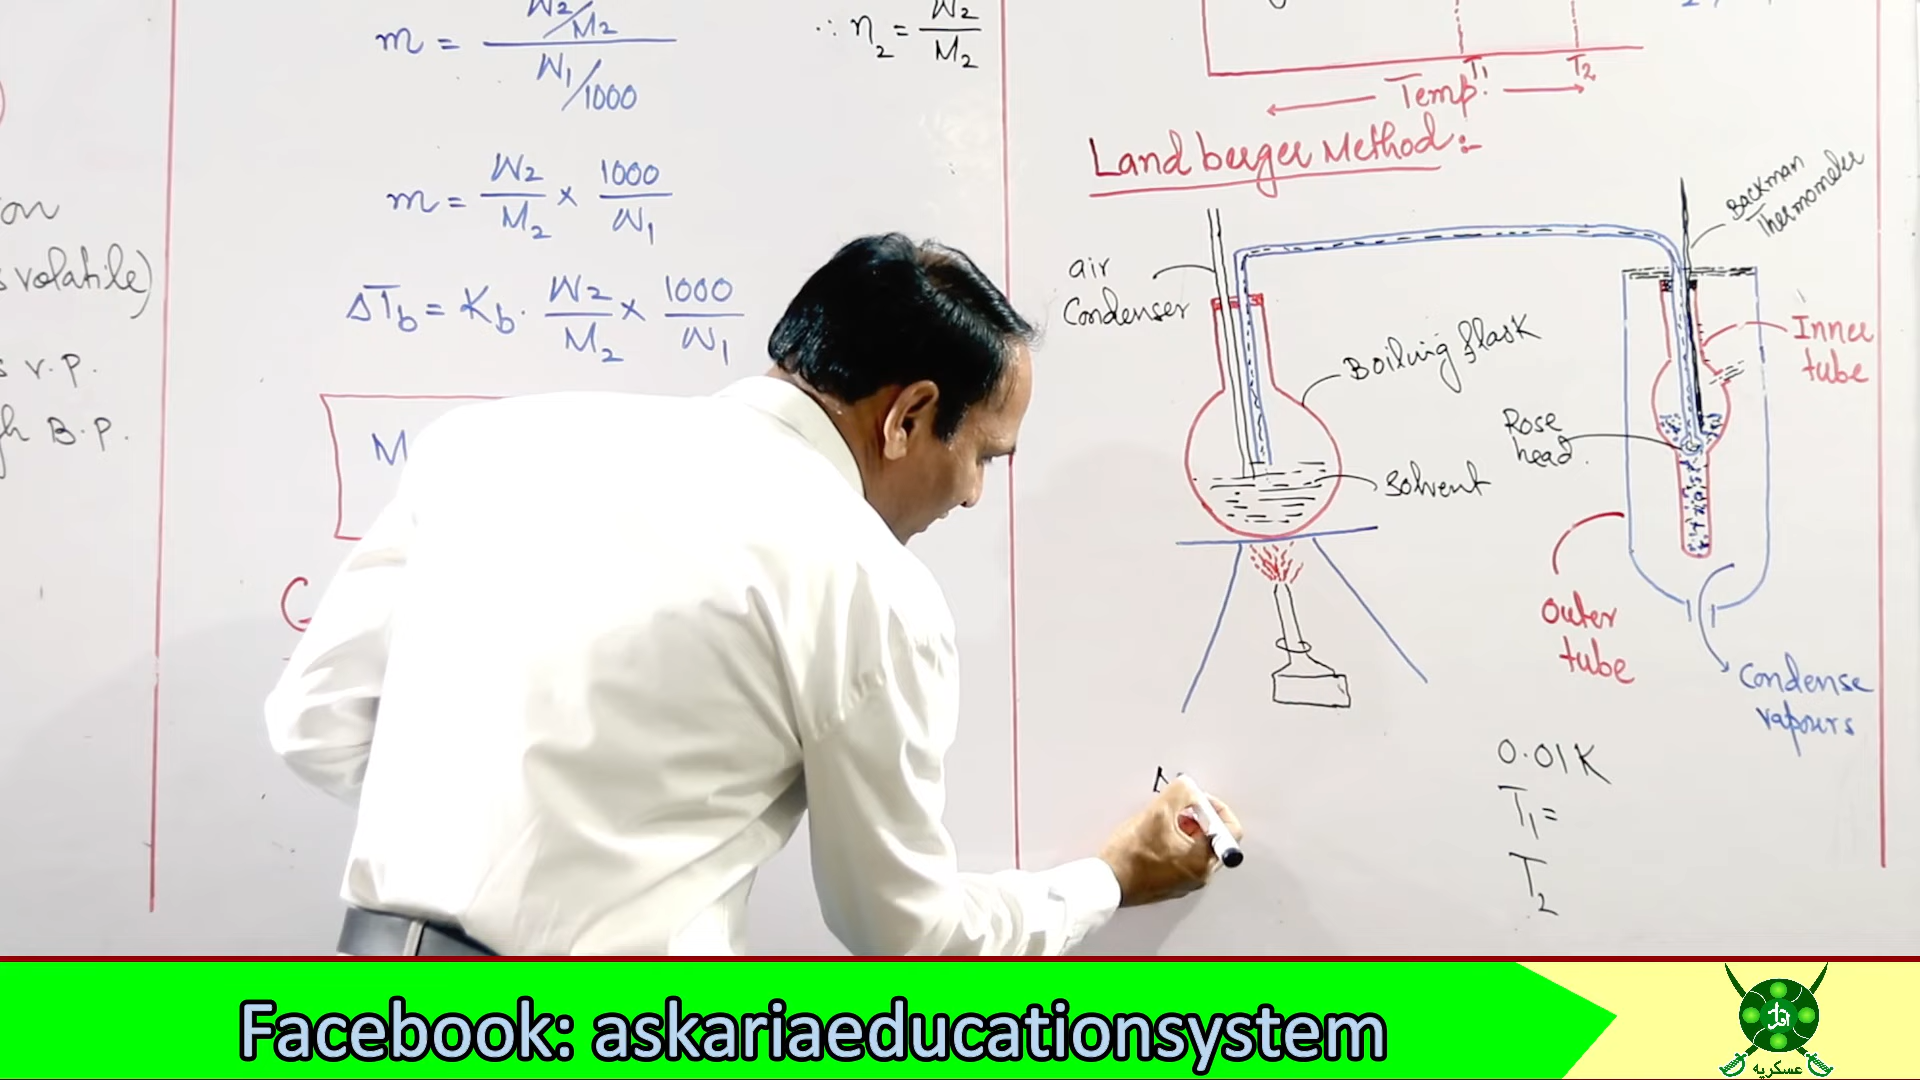 on
s volatile)
s v.p.
gh B.p.
m = W2/M2 / W1/1000
∴ n2 = W2/M2
m = W2/M2 × 1000/W1
ΔTb = Kb · W2/M2 × 1000/W1
M
T1 T2
Temp:
Landberger Method:-
air
Condenser
Boiling flask
Solvent
Backman
Thermometer
Inner
tube
Rose
head.
Outer
tube
Condense
vapours
0.01K
T1 =
T2
Facebook: askariaeducationsystem
عسکریہ